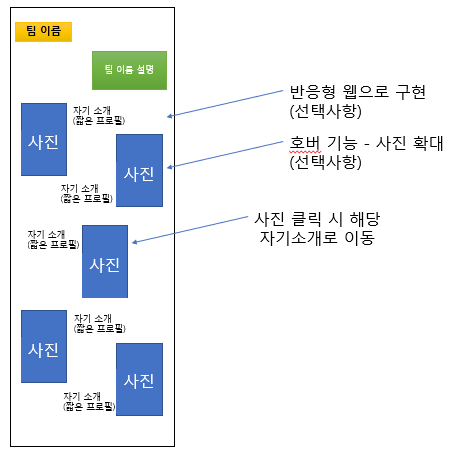 팀 이름
팀 이름 설명
자기 소개
(짧은 프로필)
사진
반응형 웹으로 구현
(선택사항)
호버 기능 - 사진 확대
(선택사항)
사진
자기 소개
(짧은 프로필)
사진 클릭 시 해당
자기소개로 이동
자기 소개
(짧은 프로필)
사진
자기 소개
(짧은 프로필)
사진
사진
자기 소개
(짧은 프로필)